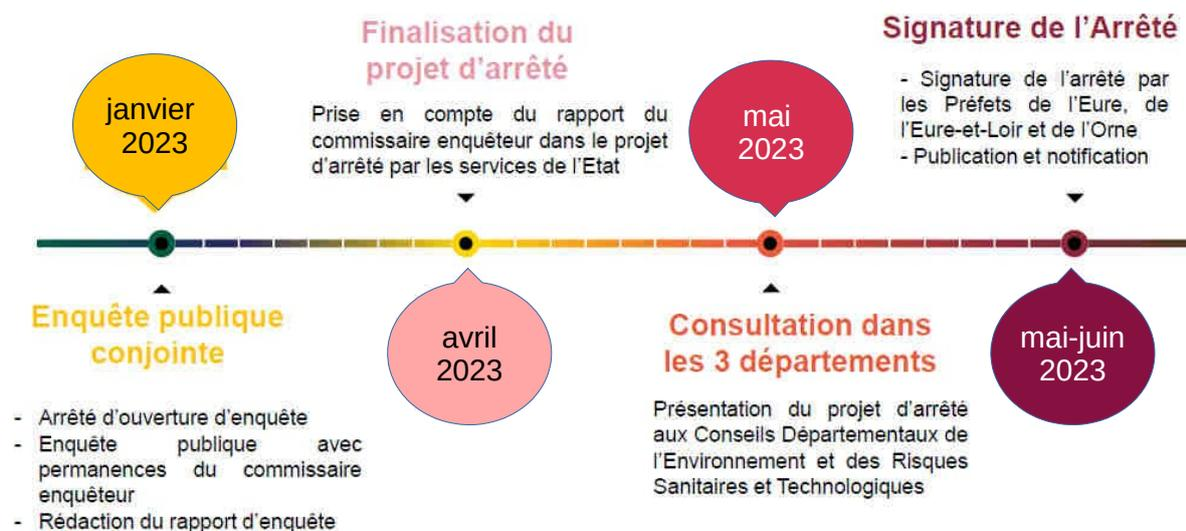 janvier
2023
Enquête publique
conjointe
- Arrêté d'ouverture d'enquête
- Enquête publique avec
permanences du commissaire
enquêteur
- Rédaction du rapport d'enquête
Finalisation du
projet d'arrêté
Prise en compte du rapport du
commissaire enquêteur dans le projet
d'arrêté par les services de l'Etat
avril
2023
mai
2023
Consultation dans
les 3 départements
Présentation du projet d'arrêté
aux Conseils Départementaux de
l'Environnement et des Risques
Sanitaires et Technologiques
Signature de l'Arrêté
- Signature de l'arrêté par
les Préfets de l'Eure, de
l'Eure-et-Loir et de l'Orne
- Publication et notification
mai-juin
2023